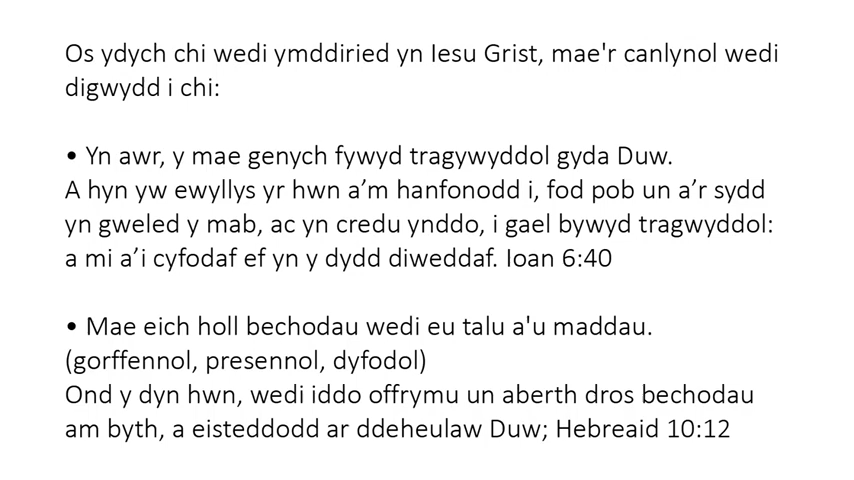 Os ydych chi wedi ymddiried yn Iesu Grist, mae'r canlynol wedi
digwydd i chi:
• Yn awr, y mae genych fywyd tragywyddol gyda Duw.
A hyn yw ewyllys yr hwn a’m hanfonodd i, fod pob un a’r sydd
yn gweled y mab, ac yn credu ynddo, i gael bywyd tragwyddol:
a mi a’i cyfodaf ef yn y dydd diweddaf. Ioan 6:40
• Mae eich holl bechodau wedi eu talu a'u maddau.
(gorffennol, presennol, dyfodol)
Ond y dyn hwn, wedi iddo offrymu un aberth dros bechodau
am byth, a eisteddodd ar ddeheulaw Duw; Hebreaid 10:12